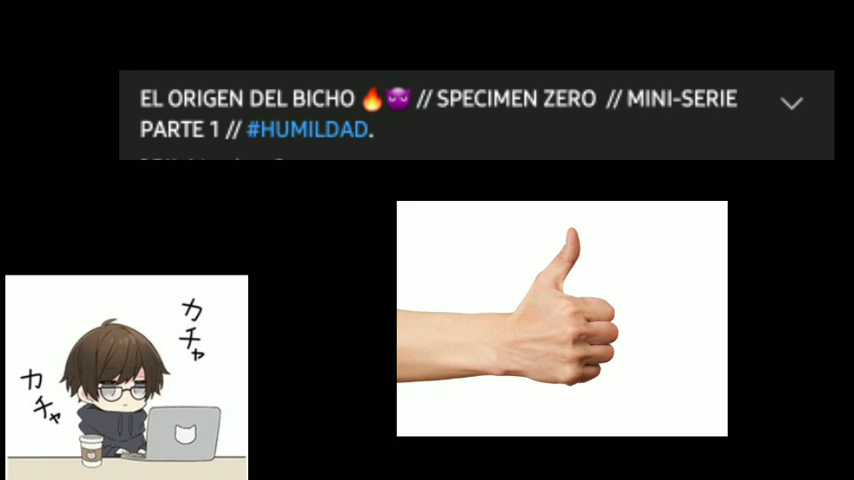 EL ORIGEN DEL BICHO 🔥😈 // SPECIMEN ZERO // MINI-SERIE
PARTE 1 // #HUMILDAD.
カチャ
カチャ